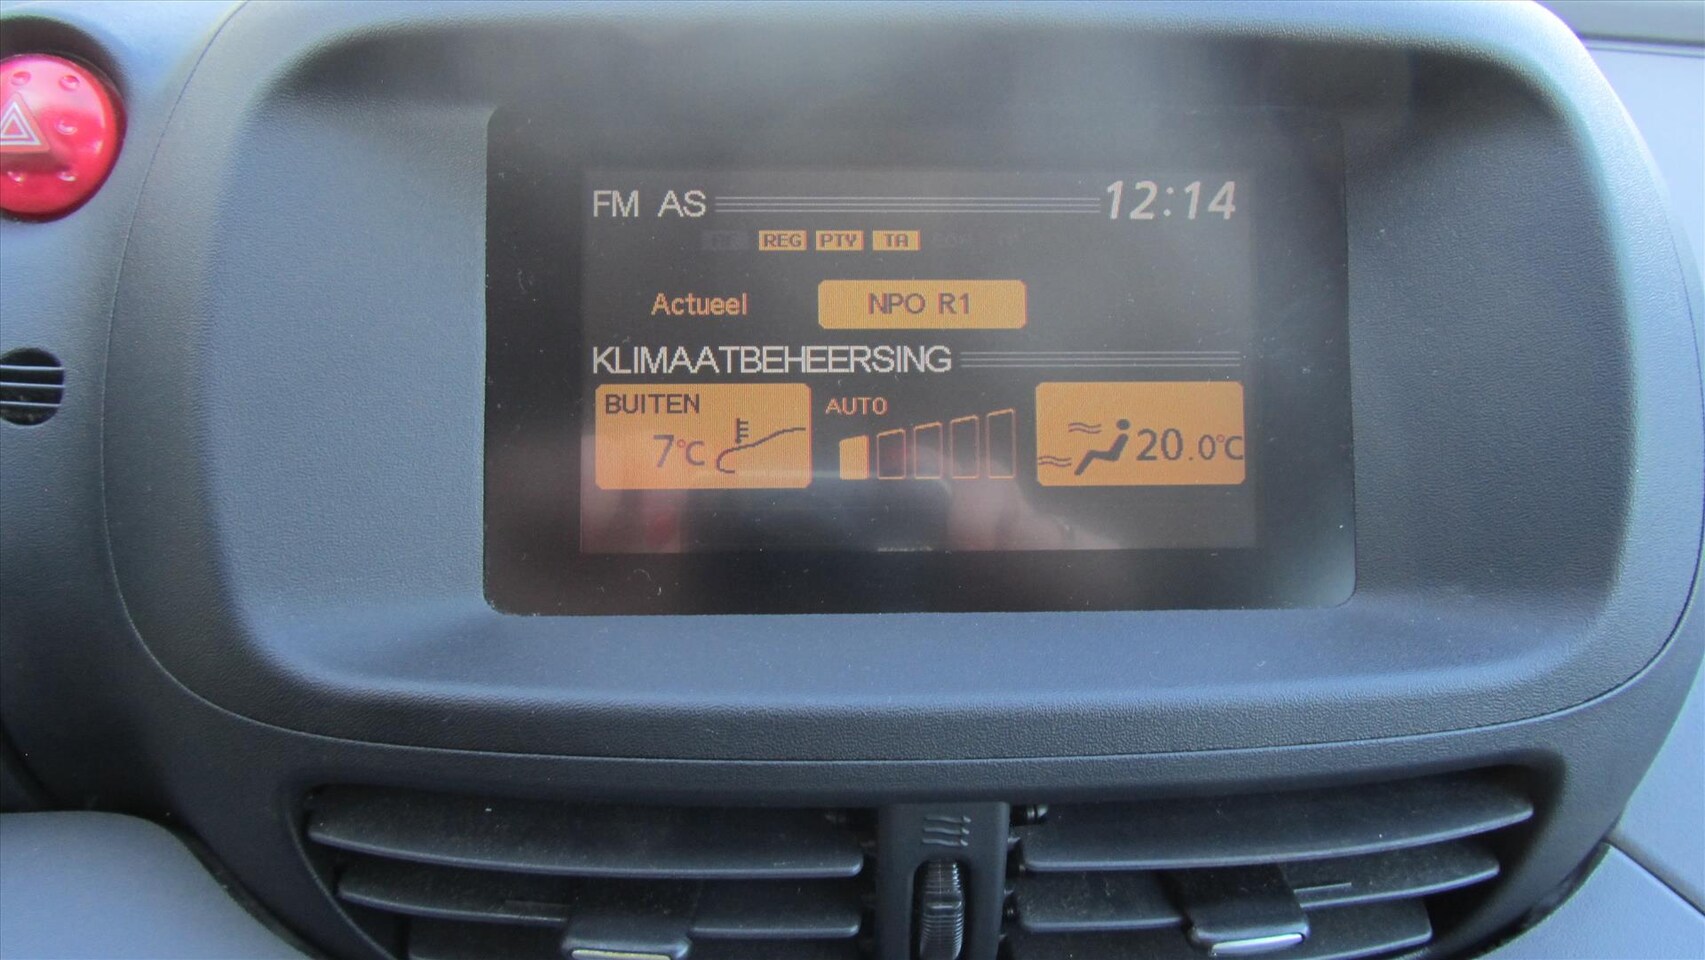 FM AS 12:14
REG PTY TA
Actueel NPO R1
KLIMAATBEHEERSING
BUITEN AUTO
7°C 20.0°C